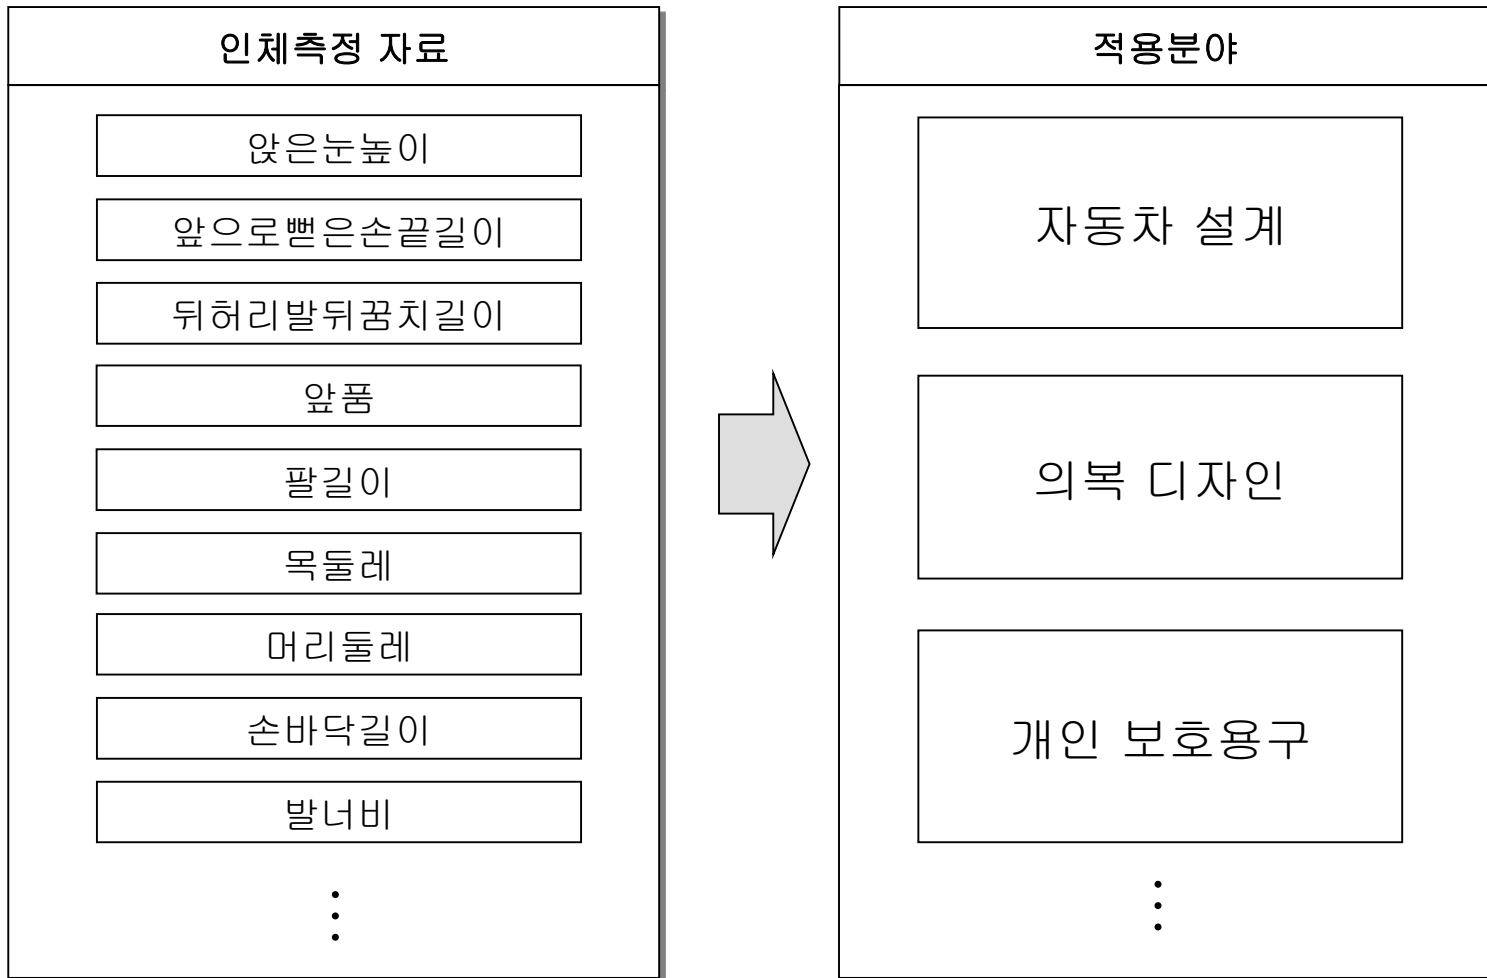 인체측정 자료
앉은눈높이
앞으로뻗은손끝길이
뒤허리발뒤꿈치길이
앞품
팔길이
목둘레
머리둘레
손바닥길이
발너비
적용분야
자동차 설계
의복 디자인
개인 보호용구